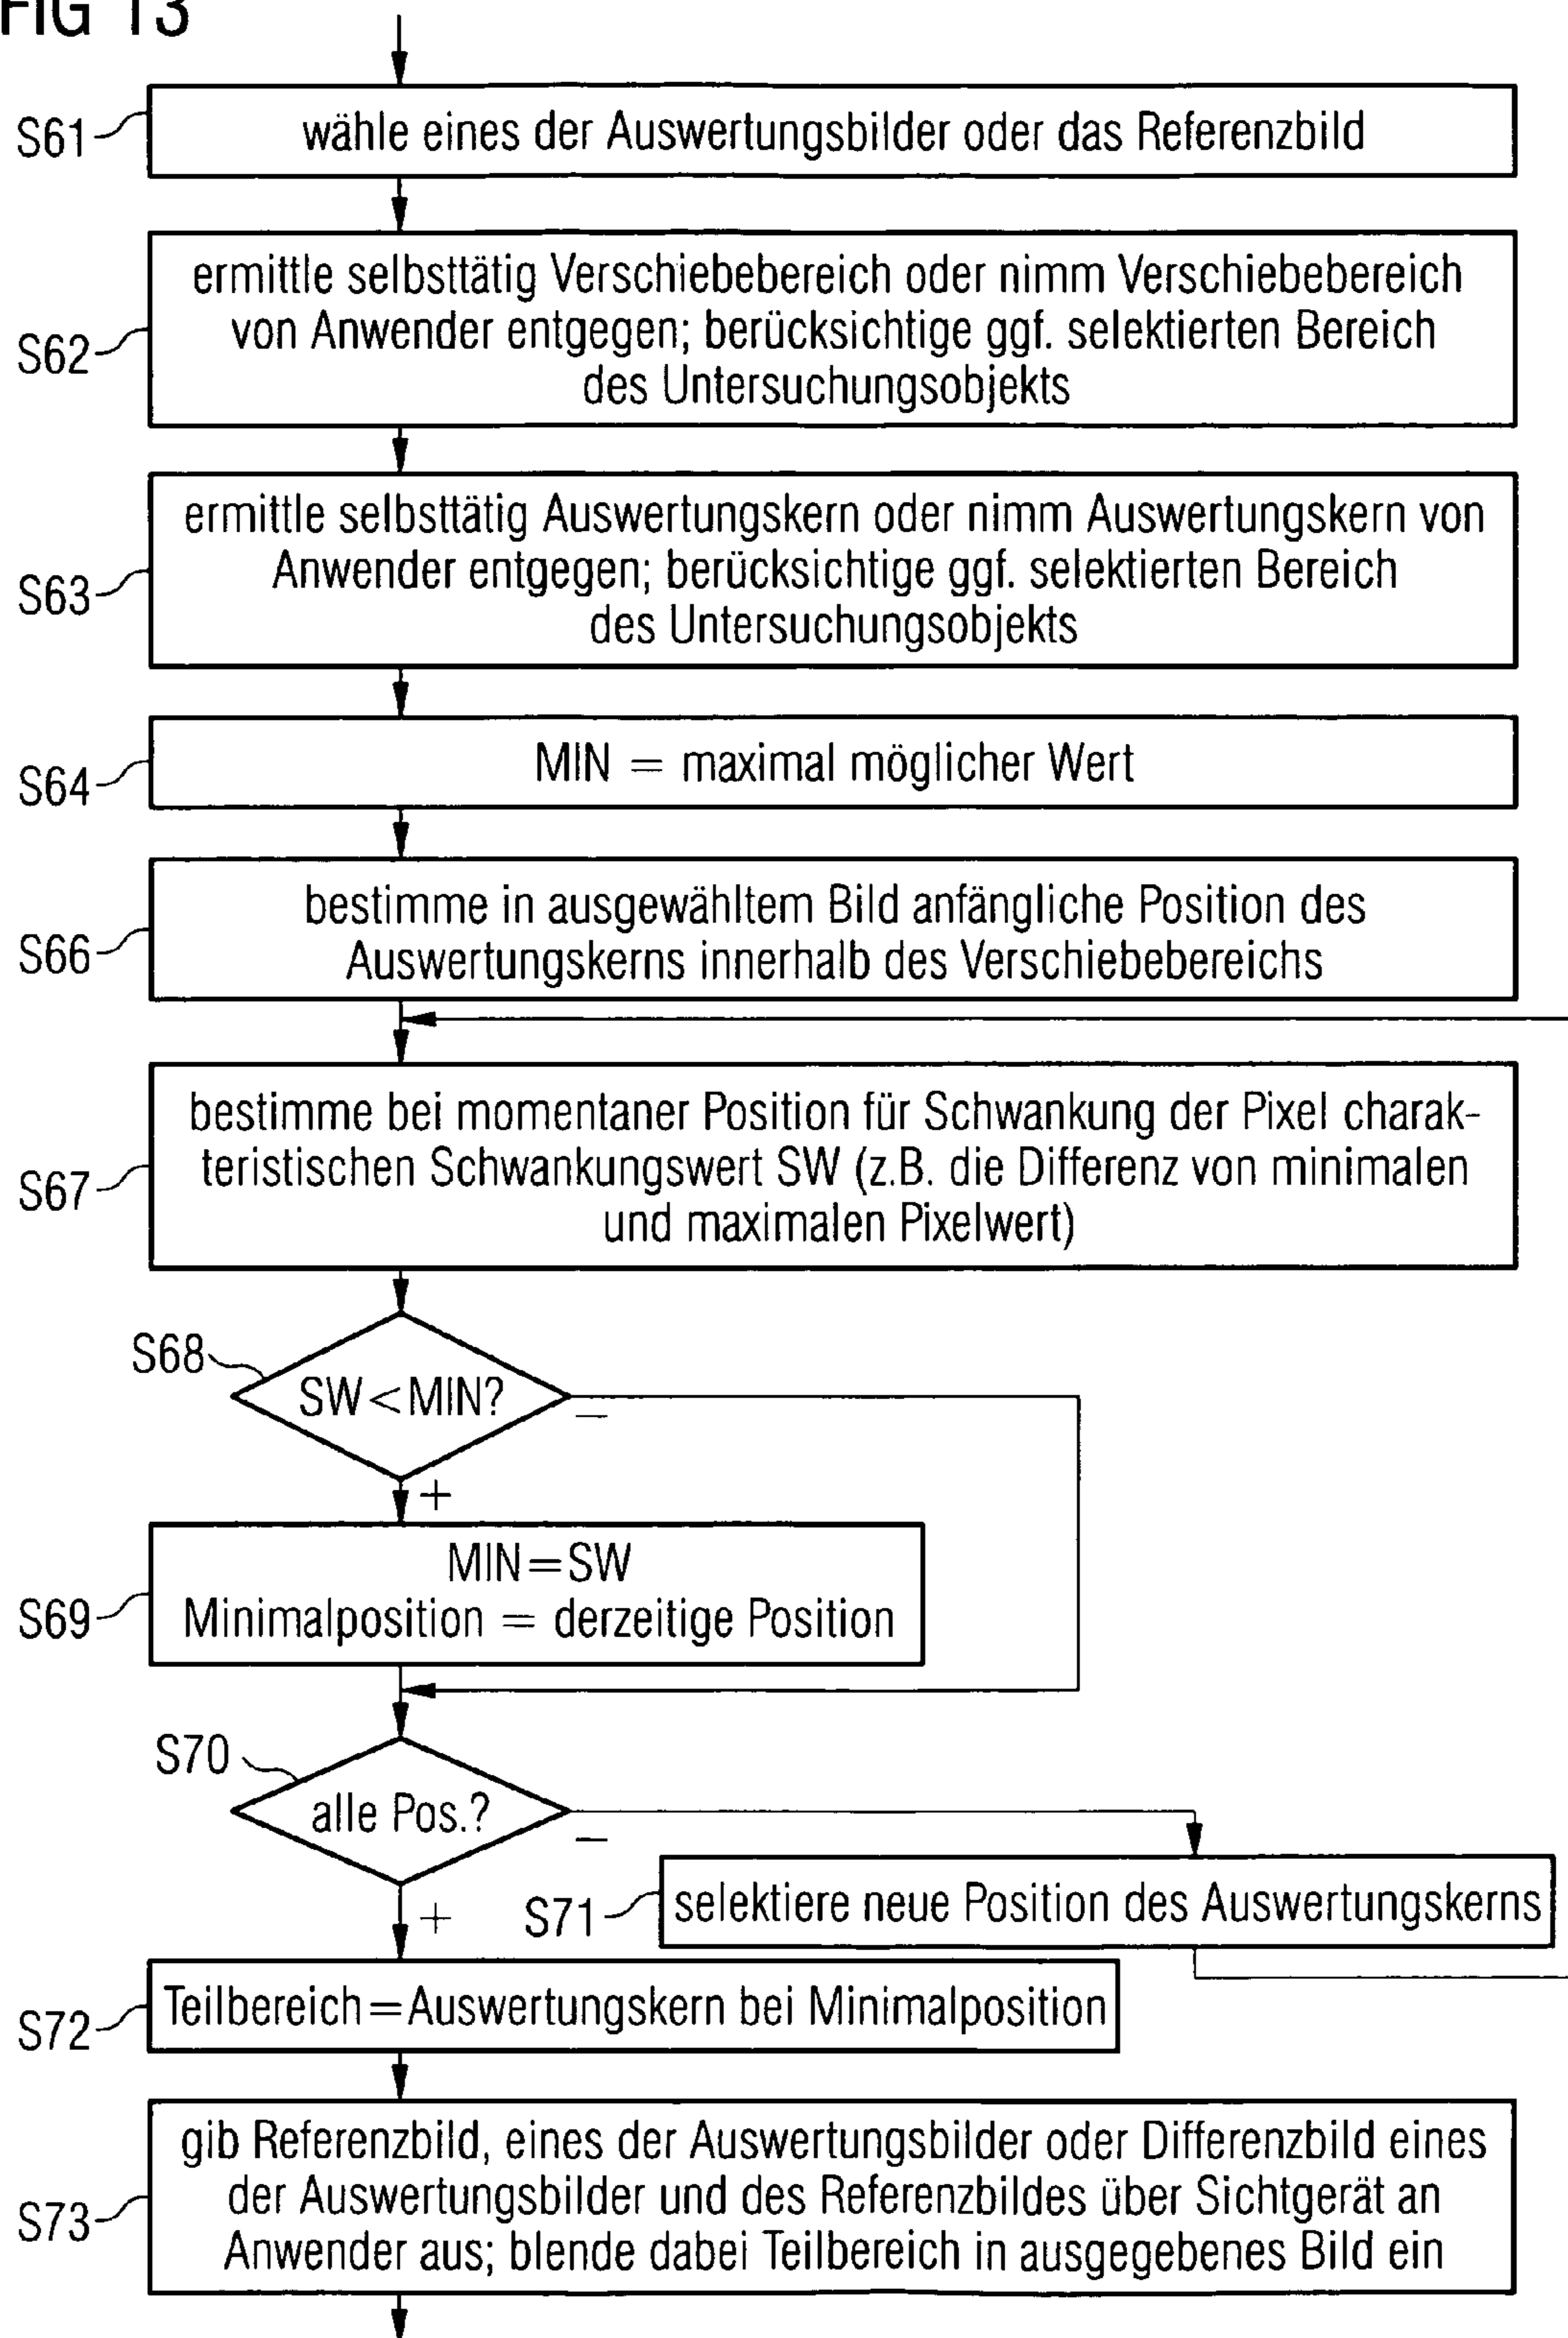 FIG 13
S61
wähle eines der Auswertungsbilder oder das Referenzbild
S62
ermittle selbsttätig Verschiebebereich oder nimm Verschiebebereich
von Anwender entgegen; berücksichtige ggf. selektierten Bereich
des Untersuchungsobjekts
S63
ermittle selbsttätig Auswertungskern oder nimm Auswertungskern von
Anwender entgegen; berücksichtige ggf. selektierten Bereich
des Untersuchungsobjekts
S64
MIN = maximal möglicher Wert
S66
bestimme in ausgewähltem Bild anfängliche Position des
Auswertungskerns innerhalb des Verschiebebereichs
S67
bestimme bei momentaner Position für Schwankung der Pixel charak-
teristischen Schwankungswert SW (z.B. die Differenz von minimalen
und maximalen Pixelwert)
S68
SW<MIN?
–
+
S69
MIN=SW
Minimalposition = derzeitige Position
S70
alle Pos.?
–
+
S71
selektiere neue Position des Auswertungskerns
S72
Teilbereich=Auswertungskern bei Minimalposition
S73
gib Referenzbild, eines der Auswertungsbilder oder Differenzbild eines
der Auswertungsbilder und des Referenzbildes über Sichtgerät an
Anwender aus; blende dabei Teilbereich in ausgegebenes Bild ein